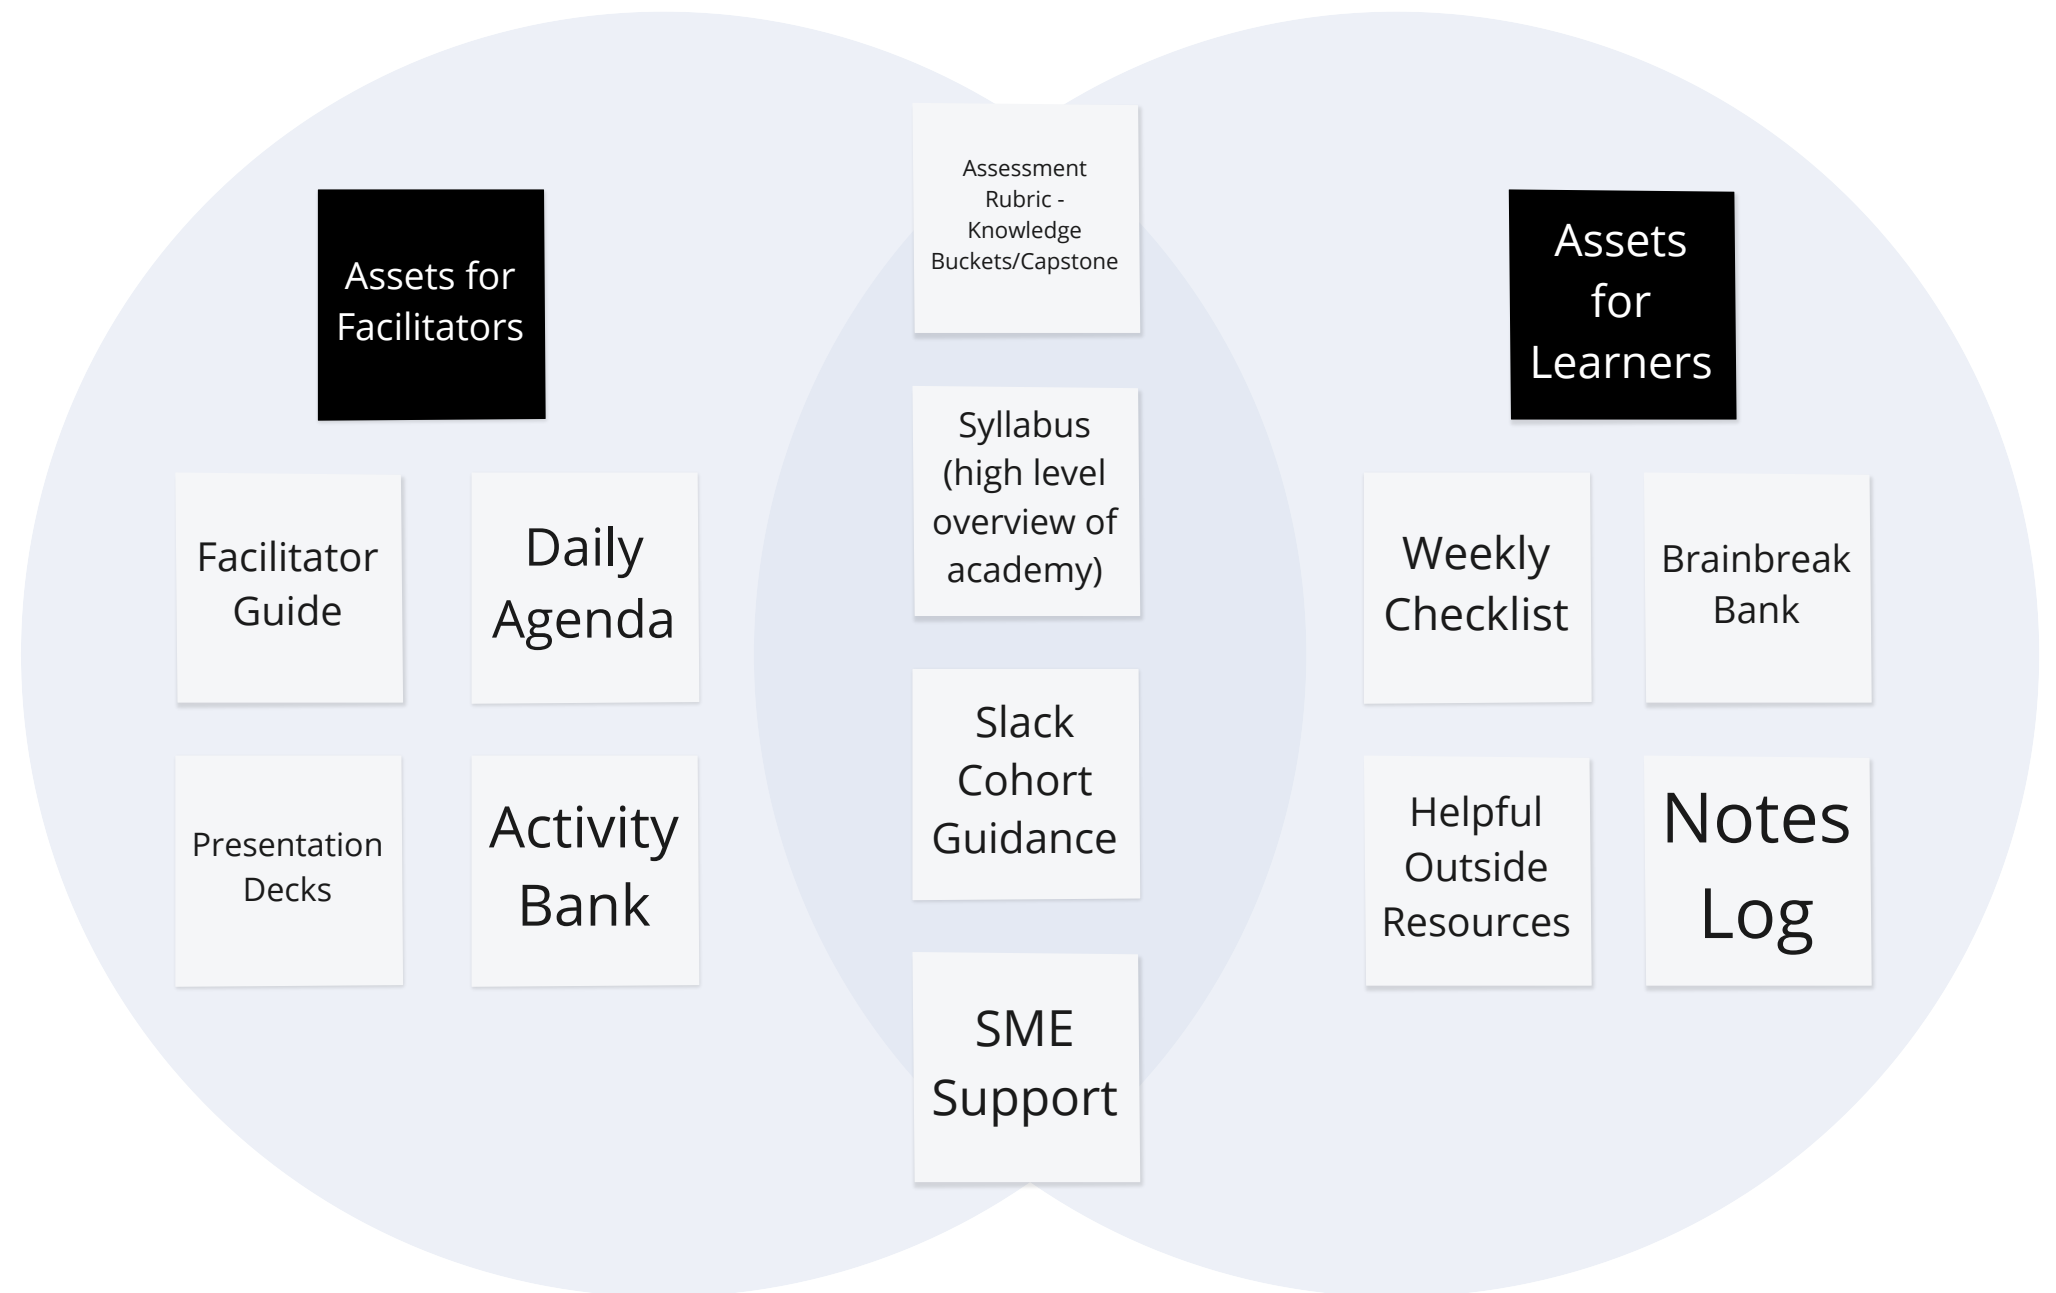 Assets for
Facilitators
Facilitator
Guide
Daily
Agenda
Presentation
Decks
Activity
Bank
Assessment
Rubric -
Knowledge
Buckets/Capstone
Syllabus
(high level
overview of
academy)
Slack
Cohort
Guidance
SME
Support
Assets
for
Learners
Weekly
Checklist
Brainbreak
Bank
Helpful
Outside
Resources
Notes
Log